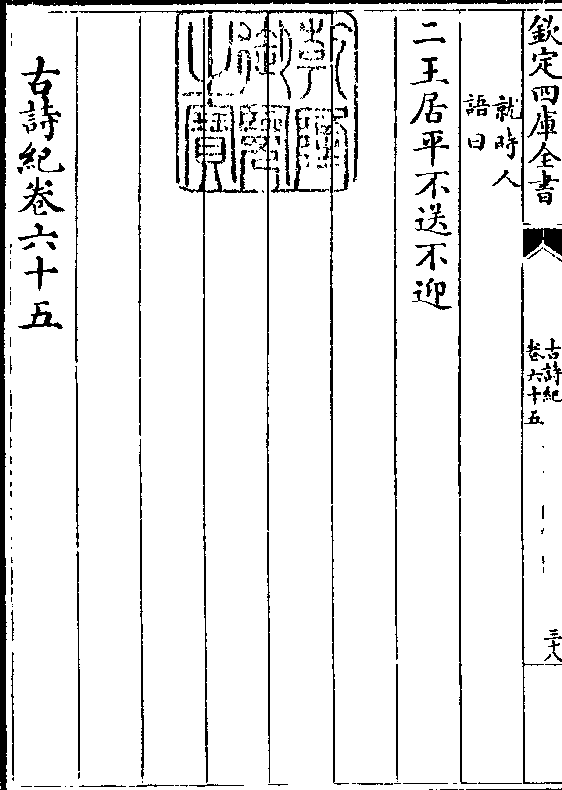 欽定四庫全書
古詩紀
卷六十五
三十八
就時人
語曰
二王居平不送不迎
乾隆御覽之寶
古詩紀卷六十五